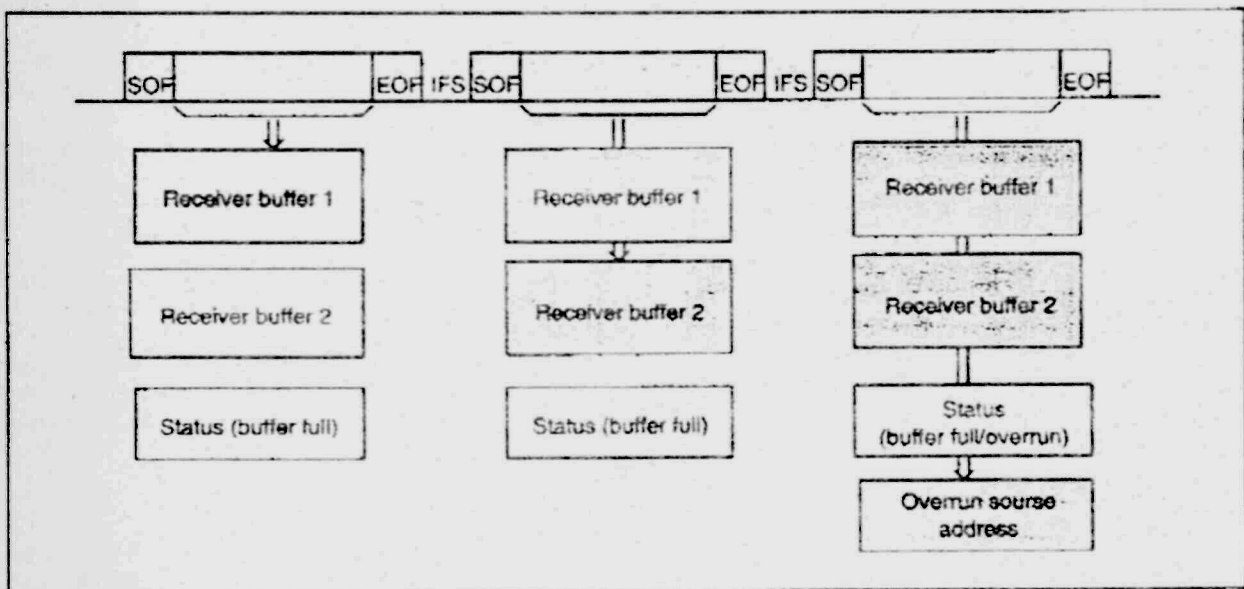 SOF EOF IFS SOF EOF IFS SOF EOF
Receiver buffer 1
Receiver buffer 2
Status (buffer full)
Receiver buffer 1
Receiver buffer 2
Status (buffer full)
Receiver buffer 1
Receiver buffer 2
Status
(buffer full/overrun)
Overrun sourse
address